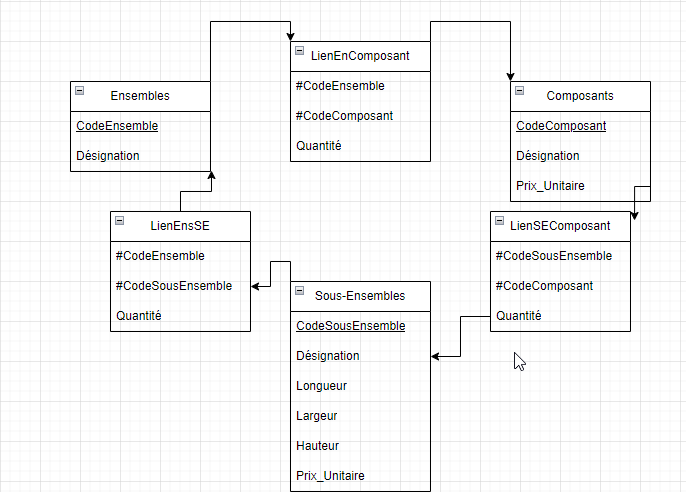 LienEnComposant
#CodeEnsemble
#CodeComposant
Quantité
Ensembles
CodeEnsemble
Désignation
Composants
CodeComposant
Désignation
Prix_Unitaire
LienEnsSE
#CodeEnsemble
#CodeSousEnsemble
Quantité
LienSEComposant
#CodeSousEnsemble
#CodeComposant
Quantité
Sous-Ensembles
CodeSousEnsemble
Désignation
Longueur
Largeur
Hauteur
Prix_Unitaire